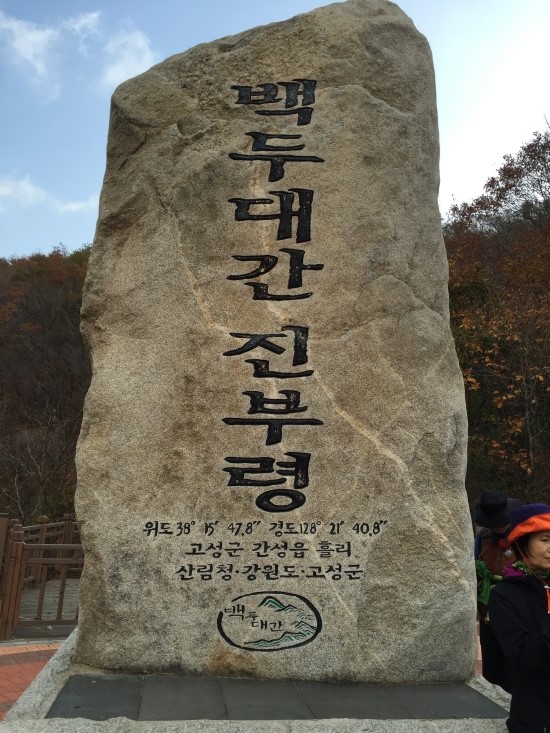 백두대간 진부령
위도 38° 15′ 47.8″ 경도 128° 21′ 40.8″
고성군 간성읍 흘리
산림청·강원도·고성군
백두대간